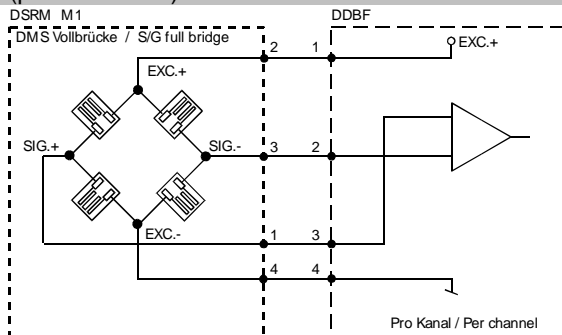 DSRM M1
DDBF
DMS Vollbrücke / S/G full bridge
2 1
EXC.+
EXC.+
SIG.+
SIG.-
3 2
EXC.-
1 3
4 4
Pro Kanal / Per channel